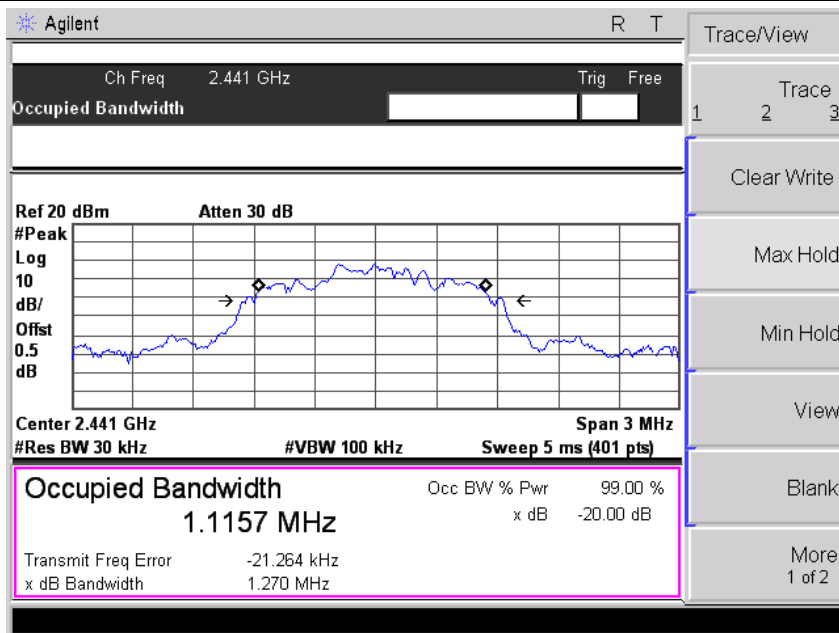 Agilent R T
Trace/View
Ch Freq 2.441 GHz Trig Free
Occupied Bandwidth
Trace
1 2 3
Clear Write
Ref 20 dBm Atten 30 dB
#Peak
Log
10
dB/
Offst
0.5
dB
Max Hold
Min Hold
View
Center 2.441 GHz Span 3 MHz
#Res BW 30 kHz #VBW 100 kHz Sweep 5 ms (401 pts)
Occupied Bandwidth
1.1157 MHz
Occ BW % Pwr 99.00 %
x dB -20.00 dB
Transmit Freq Error -21.264 kHz
x dB Bandwidth 1.270 MHz
Blank
More
1 of 2